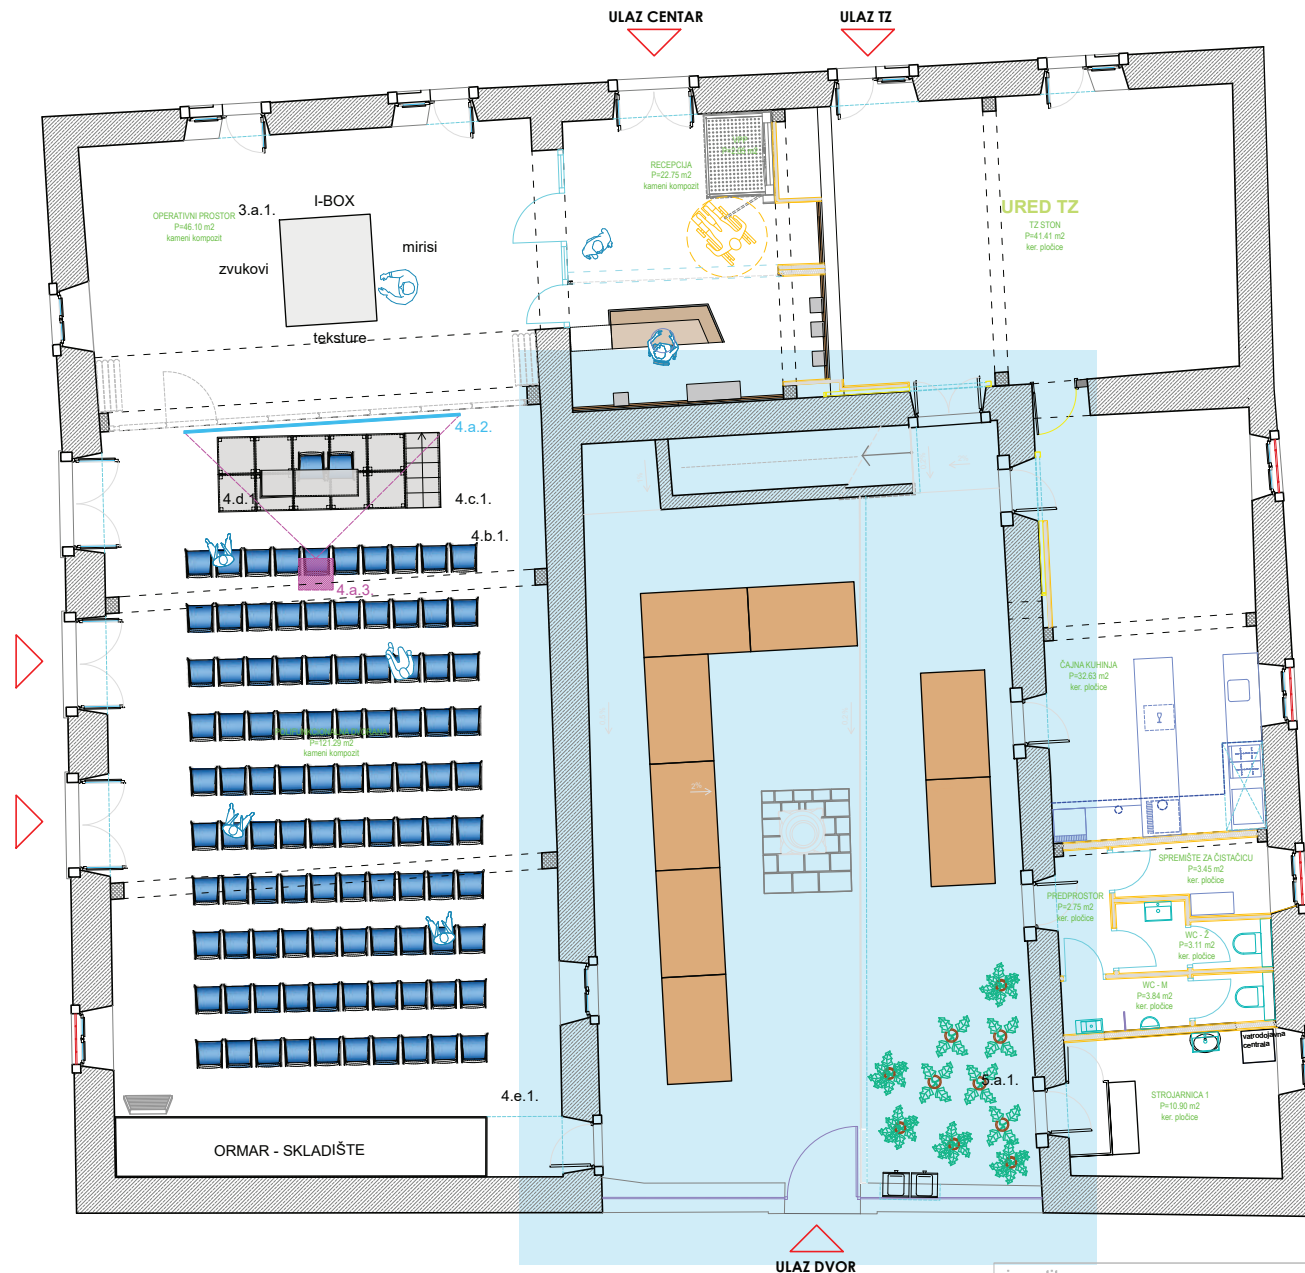 ULAZ CENTAR
ULAZ TZ
RECEPCIJA
P=22.75 m2
kameni kompozit
OPERATIVNI PROSTOR
P=46.10 m2
kameni kompozit
3.a.1.
I-BOX
mirisi
zvukovi
teksture
URED TZ
TZ STON
P=41.41 m2
ker. pločice
4.a.2.
4.d.1.
4.c.1.
4.b.1.
4.a.3.
P=121.29 m2
kameni kompozit
ČAJNA KUHINJA
P=32.63 m2
ker. pločice
SPREMIŠTE ZA ČISTAČICU
P=3.45 m2
ker. pločice
PREDPROSTOR
P=2.75 m2
ker. pločice
WC - Ž
P=3.11 m2
ker. pločice
WC - M
P=3.84 m2
ker. pločice
vatrodojavna
centrala
STROJARNICA 1
P=10.90 m2
ker. pločice
5.a.1.
4.e.1.
ORMAR - SKLADIŠTE
ULAZ DVOR